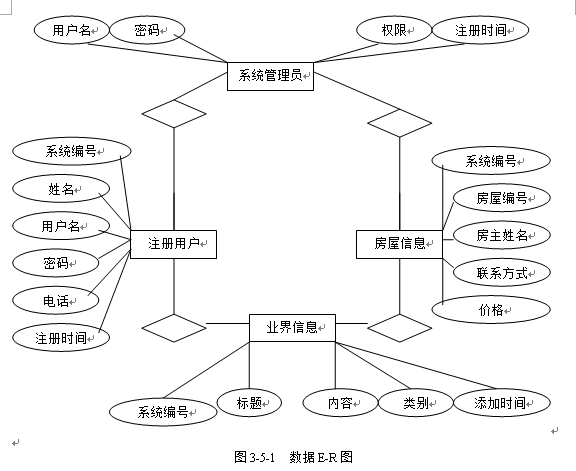 用户名
密码
权限
注册时间
系统管理员
系统编号
姓名
用户名
密码
电话
注册时间
注册用户
房屋信息
系统编号
房屋编号
房主姓名
联系方式
价格
业界信息
系统编号
标题
内容
类别
添加时间
图 3-5-1 数据 E-R 图